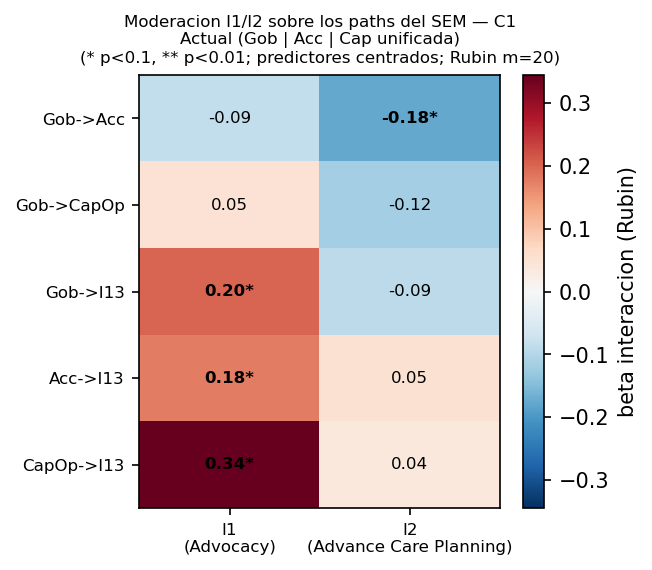 Moderacion I1/I2 sobre los paths del SEM — C1
Actual (Gob | Acc | Cap unificada)
(* p<0.1, ** p<0.01; predictores centrados; Rubin m=20)
Gob->Acc
-0.09
-0.18*
Gob->CapOp
0.05
-0.12
Gob->I13
0.20*
-0.09
Acc->I13
0.18*
0.05
CapOp->I13
0.34*
0.04
I1
(Advocacy)
I2
(Advance Care Planning)
0.3
0.2
0.1
0.0
−0.1
−0.2
−0.3
beta interaccion (Rubin)